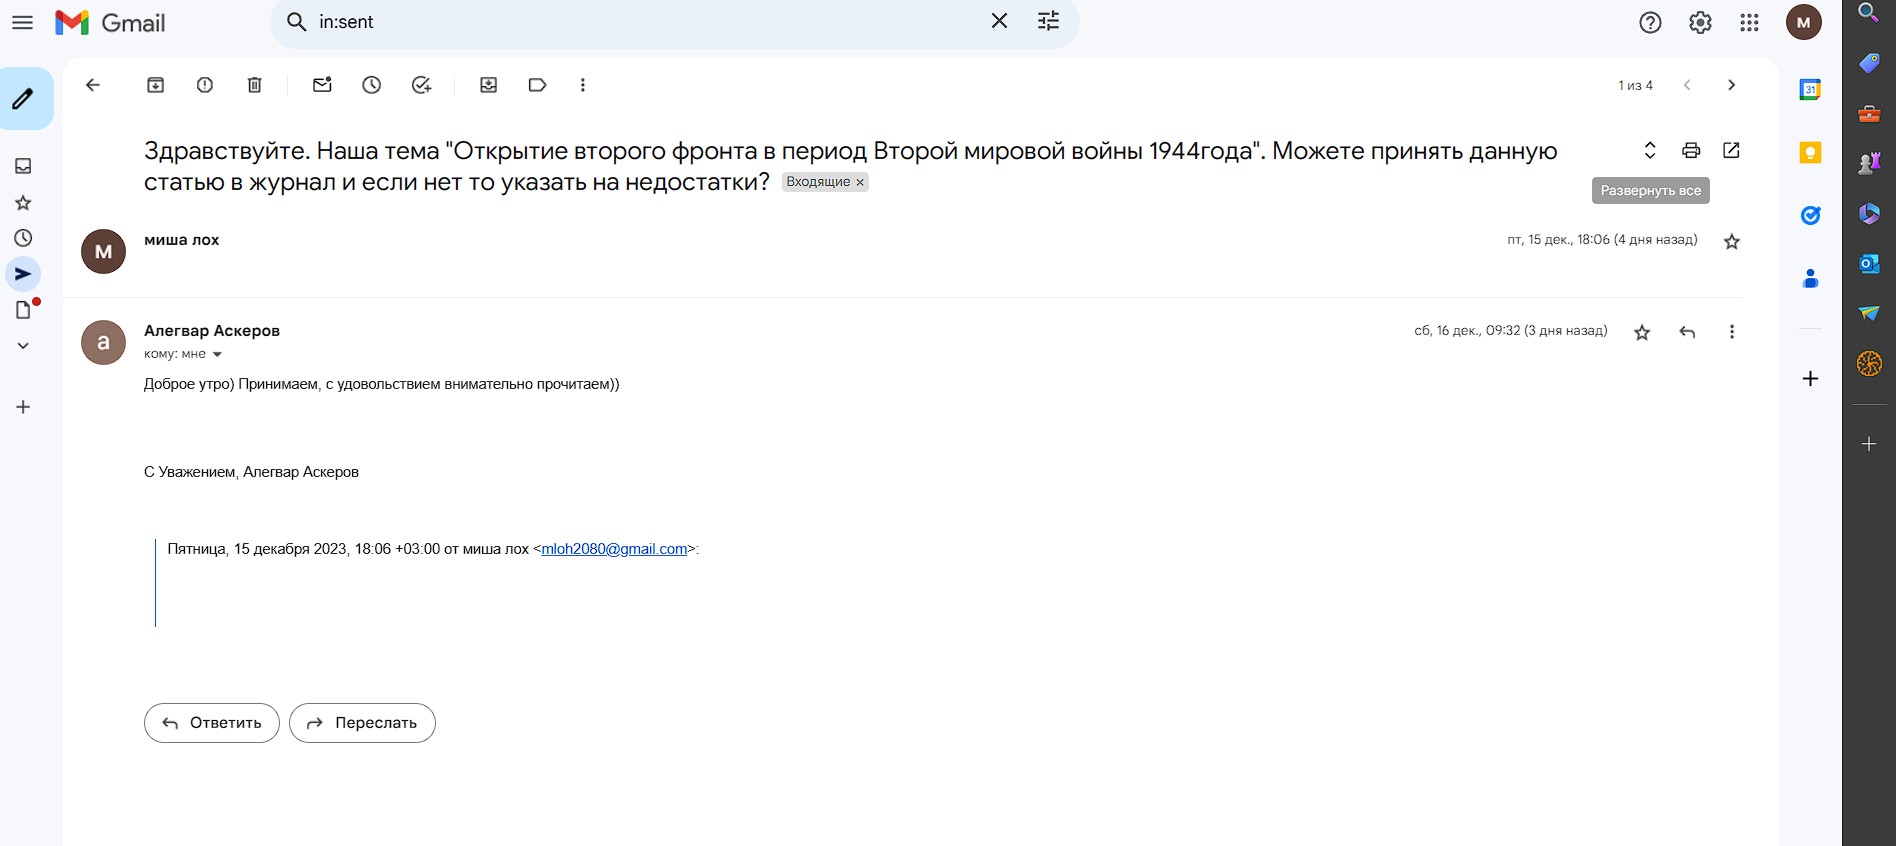 Gmail
in:sent
M
1 из 4
31
Здравствуйте. Наша тема "Открытие второго фронта в период Второй мировой войны 1944года". Можете принять данную
статью в журнал и если нет то указать на недостатки? Входящие ×
Развернуть все
М
миша лох
пт, 15 дек., 18:06 (4 дня назад)
а
Алегвар Аскеров
сб, 16 дек., 09:32 (3 дня назад)
кому: мне
Доброе утро) Принимаем, с удовольствием внимательно прочитаем))
С Уважением, Алегвар Аскеров
Пятница, 15 декабря 2023, 18:06 +03:00 от миша лох <mloh2080@gmail.com>:
Ответить
Переслать